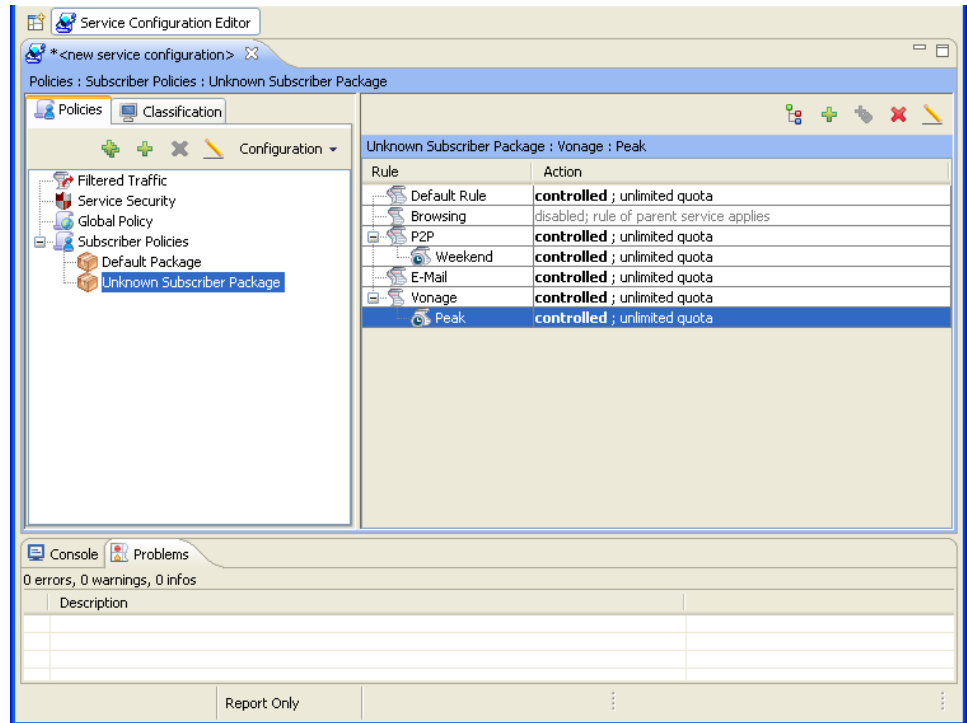 Service Configuration Editor
*<new service configuration>
Policies : Subscriber Policies : Unknown Subscriber Package
Policies
Classification
Configuration
Filtered Traffic
Service Security
Global Policy
Subscriber Policies
Default Package
Unknown Subscriber Package
Unknown Subscriber Package : Vonage : Peak
Rule Action
Default Rule controlled ; unlimited quota
Browsing disabled; rule of parent service applies
P2P controlled ; unlimited quota
Weekend controlled ; unlimited quota
E-Mail controlled ; unlimited quota
Vonage controlled ; unlimited quota
Peak controlled ; unlimited quota
Console Problems
0 errors, 0 warnings, 0 infos
Description
Report Only